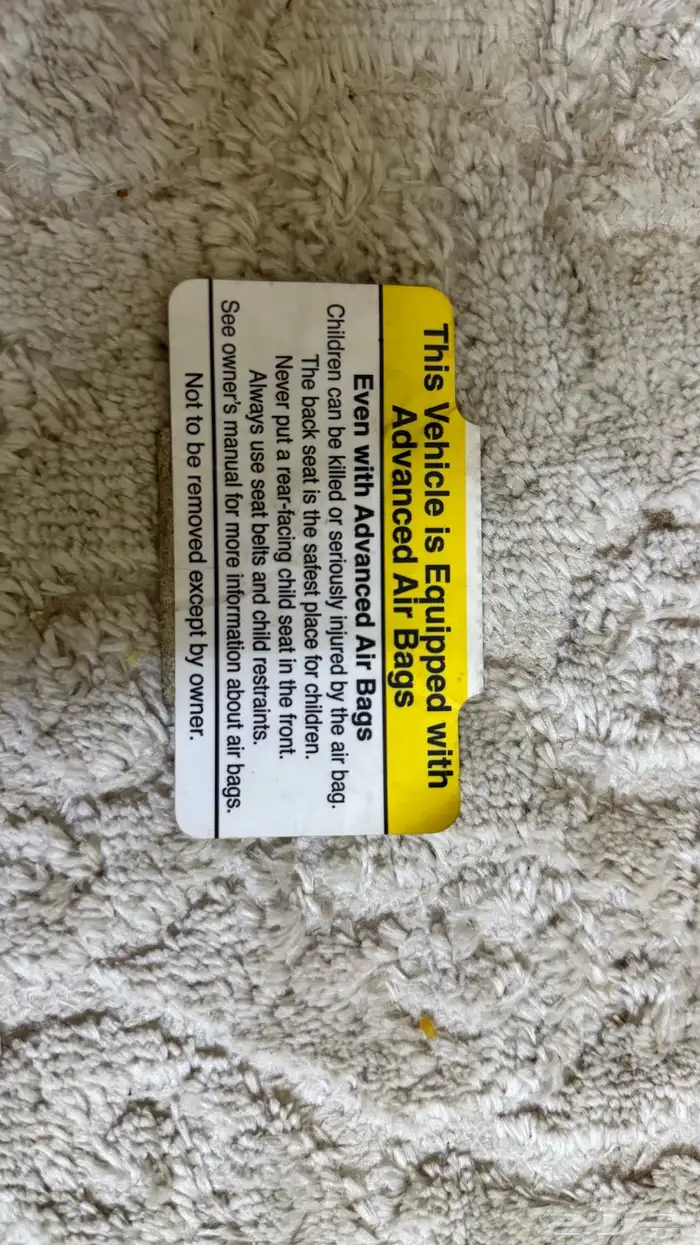 This Vehicle is Equipped with
Advanced Air Bags
Even with Advanced Air Bags
Children can be killed or seriously injured by the air bag.
The back seat is the safest place for children.
Never put a rear-facing child seat in the front.
Always use seat belts and child restraints.
See owner's manual for more information about air bags.
Not to be removed except by owner.